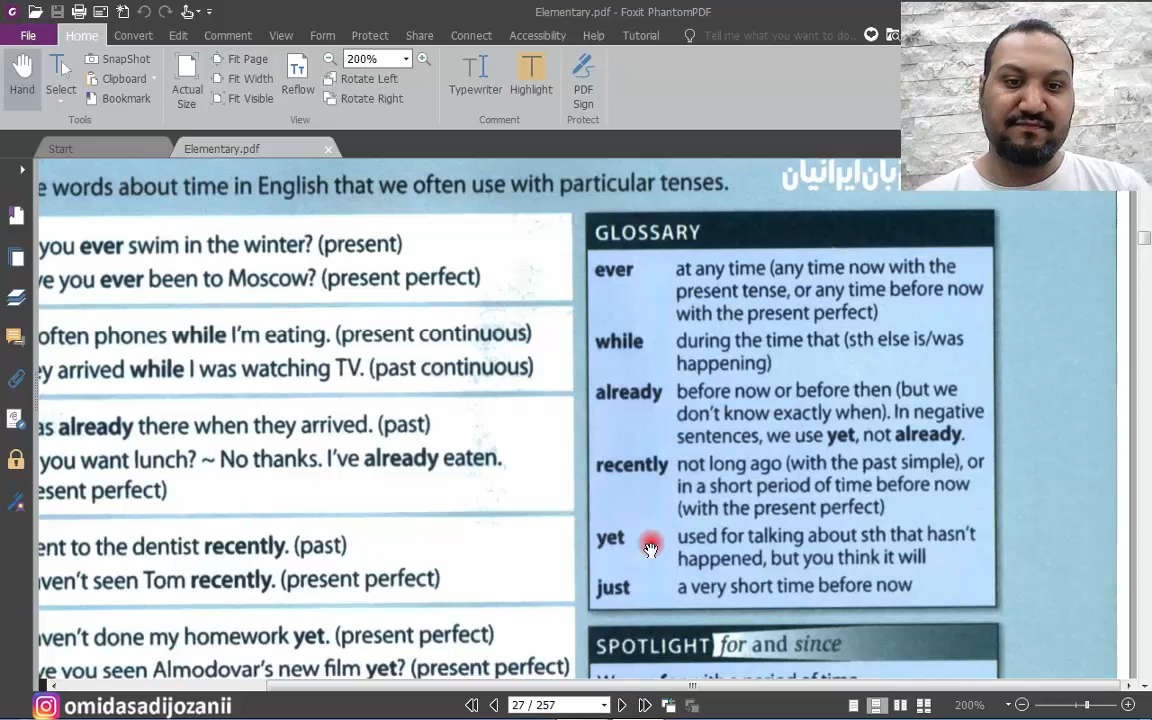 Elementary.pdf - Foxit PhantomPDF
File Home Convert Edit Comment View Form Protect Share Connect Accessibility Help Tutorial Tell me what you want to do..
Hand
Select
SnapShot
Clipboard
Bookmark
Tools
Actual
Size
Fit Page
Fit Width
Fit Visible
Reflow
200%
Rotate Left
Rotate Right
View
Typewriter
Highlight
Comment
PDF
Sign
Protect
Start
Elementary.pdf
e words about time in English that we often use with particular tenses.
زبان ایرانیان
you ever swim in the winter? (present)
ve you ever been to Moscow? (present perfect)
often phones while I'm eating. (present continuous)
ey arrived while I was watching TV. (past continuous)
as already there when they arrived. (past)
you want lunch? ~ No thanks. I've already eaten.
esent perfect)
ent to the dentist recently. (past)
aven't seen Tom recently. (present perfect)
aven't done my homework yet. (present perfect)
ve you seen Almodovar's new film yet? (present perfect)
GLOSSARY
ever at any time (any time now with the
present tense, or any time before now
with the present perfect)
while during the time that (sth else is/was
happening)
already before now or before then (but we
don't know exactly when). In negative
sentences, we use yet, not already.
recently not long ago (with the past simple), or
in a short period of time before now
(with the present perfect)
yet used for talking about sth that hasn't
happened, but you think it will
just a very short time before now
SPOTLIGHT for and since
omidasadijozanii
27 / 257
200%